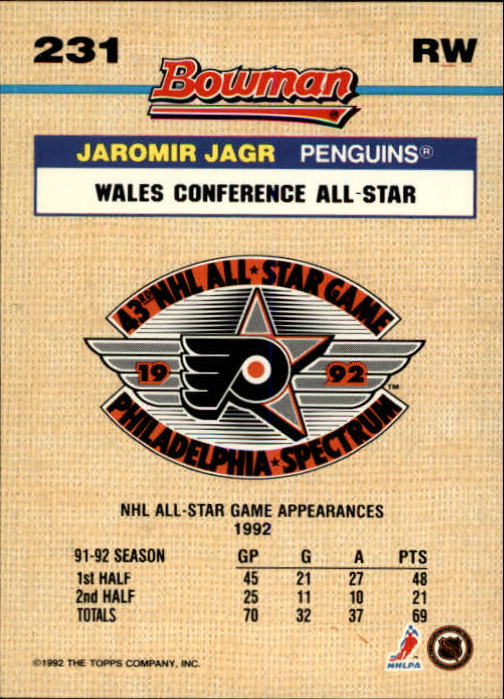 231 RW
Bowman
JAROMIR JAGR PENGUINS®
WALES CONFERENCE ALL-STAR
43RD NHL ALL★STAR GAME
19 92
™
PHILADELPHIA★SPECTRUM
NHL ALL-STAR GAME APPEARANCES
1992
91-92 SEASON GP G A PTS
1st HALF 45 21 27 48
2nd HALF 25 11 10 21
TOTALS 70 32 37 69
NHLPA
©1992 THE TOPPS COMPANY, INC.